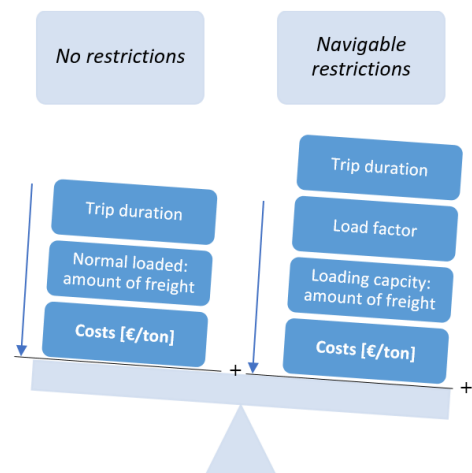 No restrictions
Navigable
restrictions
Trip duration
Normal loaded:
amount of freight
Costs [€/ton]
+
Trip duration
Load factor
Loading capcity:
amount of freight
Costs [€/ton]
+